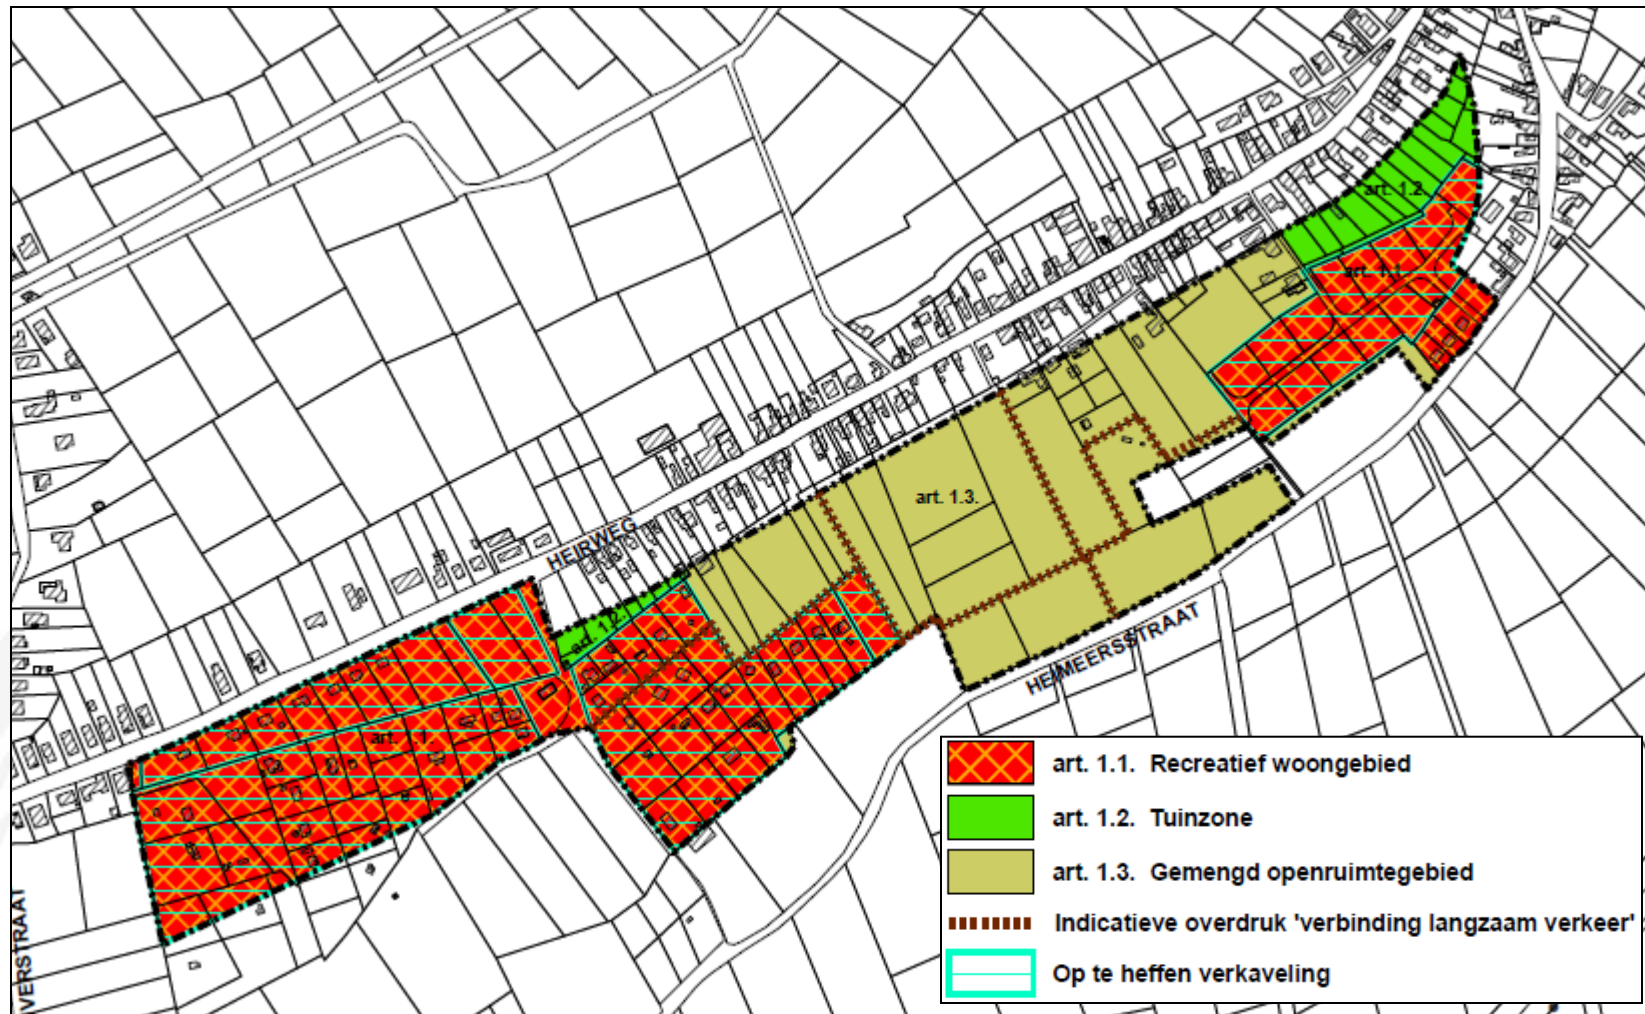 art. 1.2.
art. 1.1.
art. 1.3.
HEIRWEG
art. 1.2.
HEIMEERSSTRAAT
art. 1.1.
VERSTRAAT
art. 1.1. Recreatief woongebied
art. 1.2. Tuinzone
art. 1.3. Gemengd openruimtegebied
Indicatieve overdruk 'verbinding langzaam verkeer'
Op te heffen verkaveling